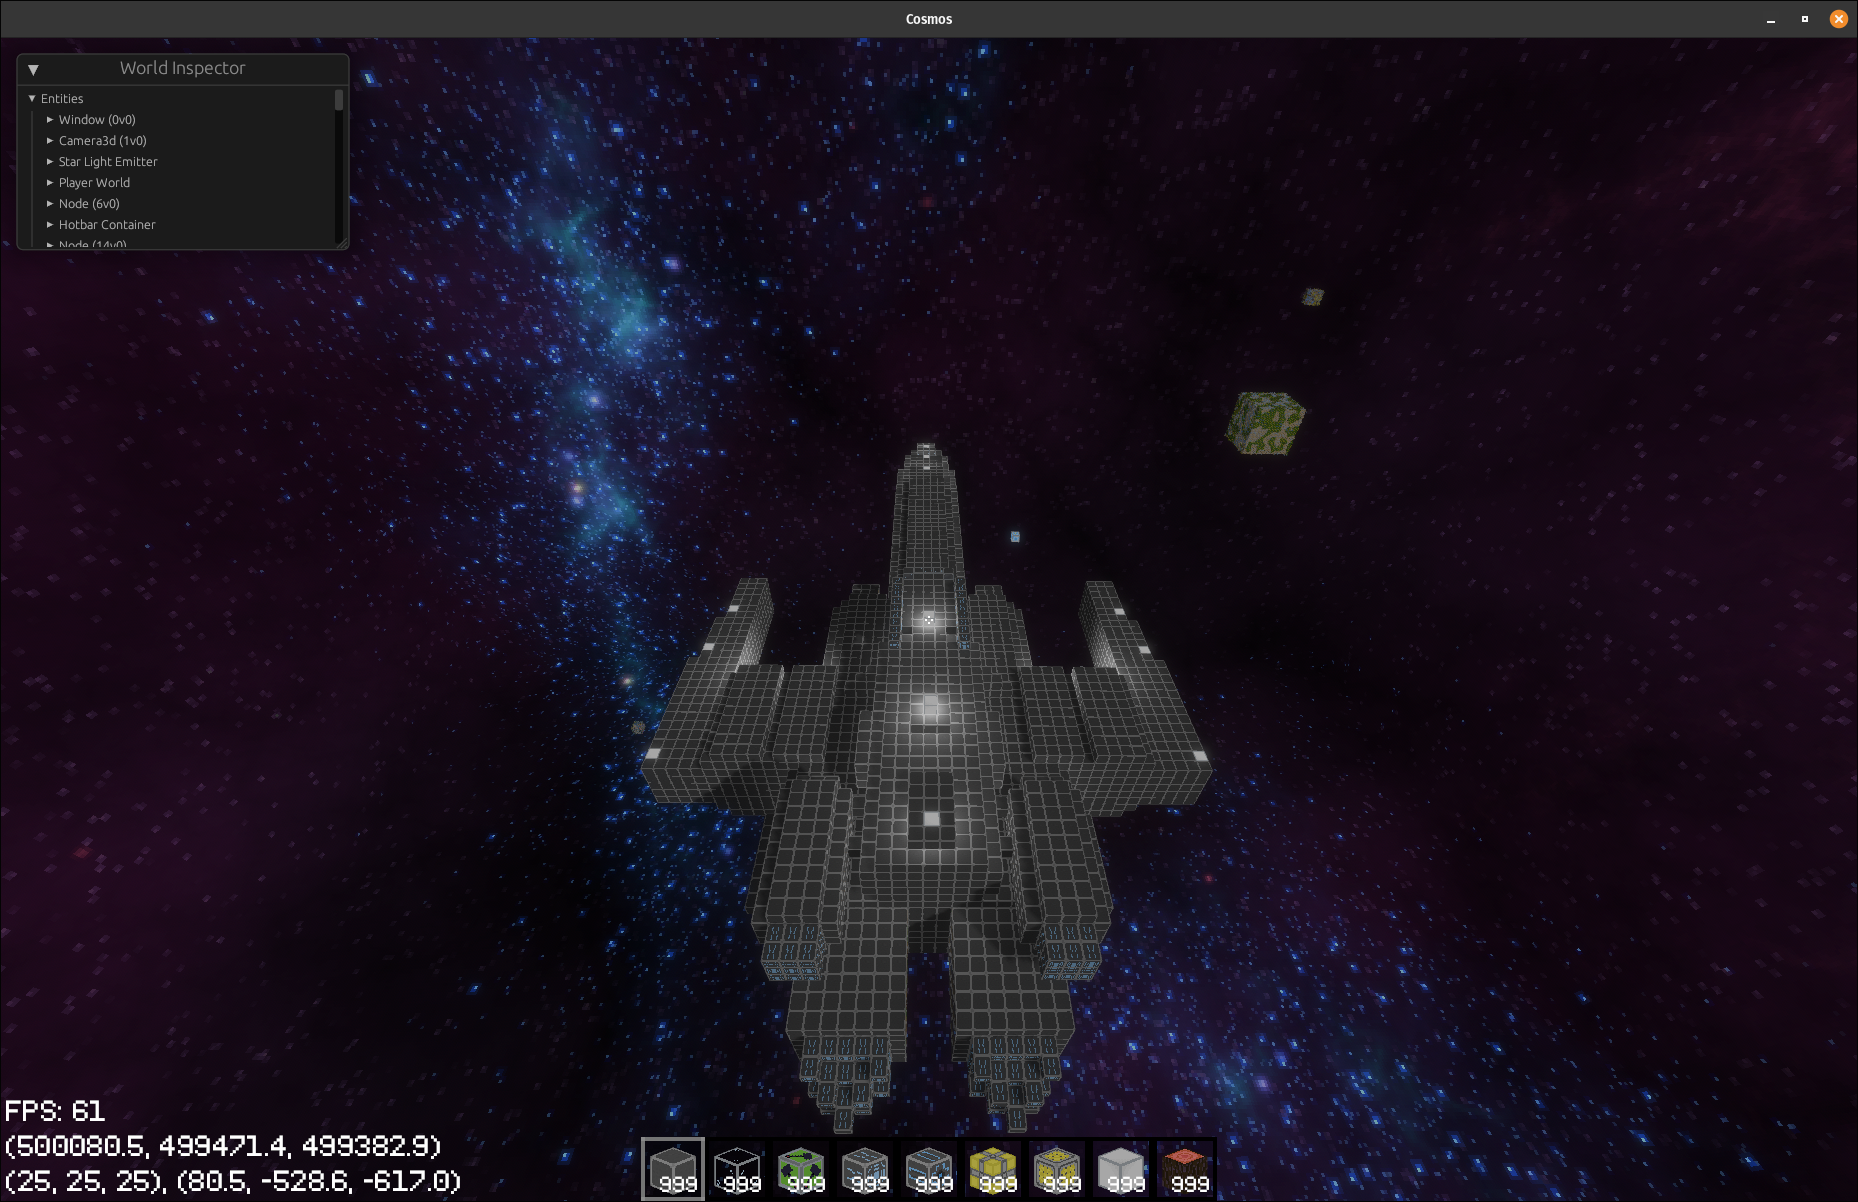 Cosmos
World Inspector
Entities
Window (0v0)
Camera3d (1v0)
Star Light Emitter
Player World
Node (6v0)
Hotbar Container
Node (14v0)
FPS: 61
(500080.5, 499471.4, 499382.9)
(25, 25, 25), (80.5, -528.6, -617.0)
999 999 999 999 999 999 999 999 999